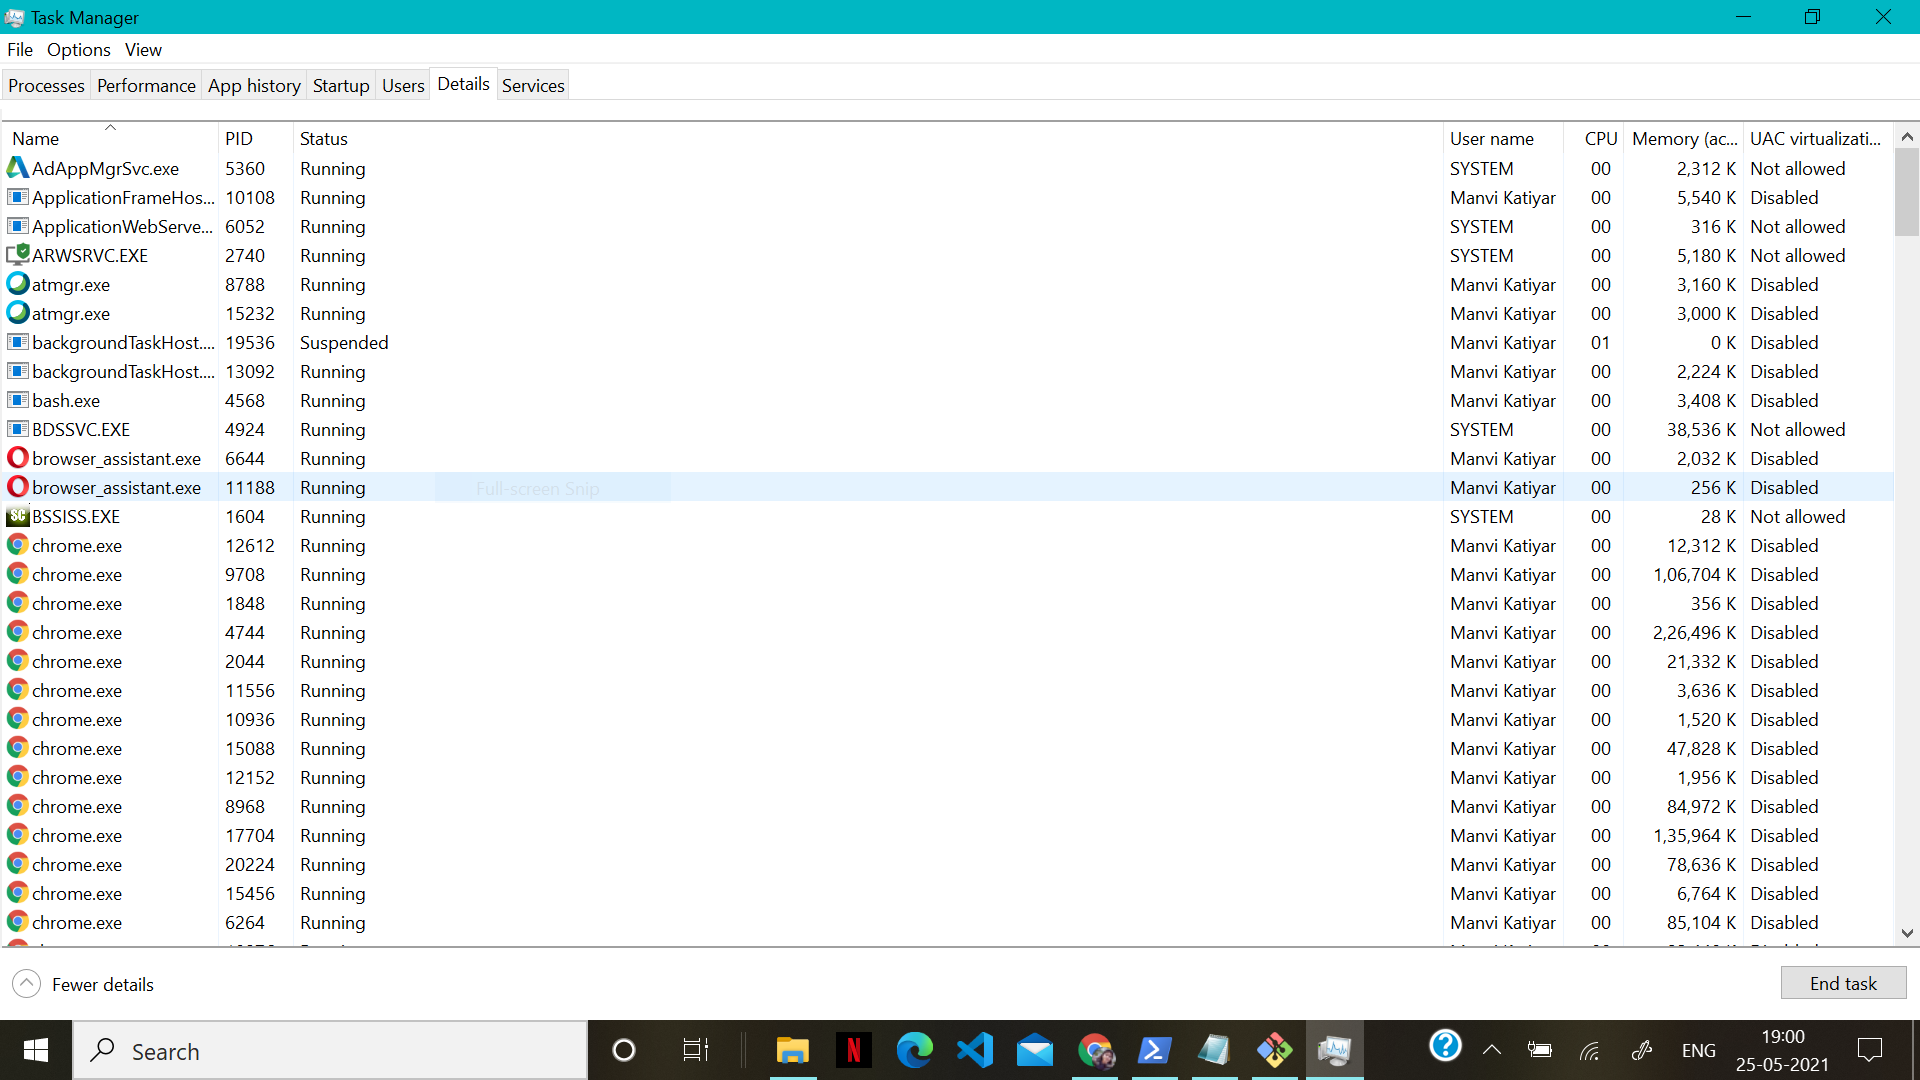 Task Manager
File Options View
Processes Performance App history Startup Users Details Services
Name PID Status User name CPU Memory (ac... UAC virtualizati...
AdAppMgrSvc.exe 5360 Running SYSTEM 00 2,312 K Not allowed
ApplicationFrameHos... 10108 Running Manvi Katiyar 00 5,540 K Disabled
ApplicationWebServe... 6052 Running SYSTEM 00 316 K Not allowed
ARWSRVC.EXE 2740 Running SYSTEM 00 5,180 K Not allowed
atmgr.exe 8788 Running Manvi Katiyar 00 3,160 K Disabled
atmgr.exe 15232 Running Manvi Katiyar 00 3,000 K Disabled
backgroundTaskHost.... 19536 Suspended Manvi Katiyar 01 0 K Disabled
backgroundTaskHost.... 13092 Running Manvi Katiyar 00 2,224 K Disabled
bash.exe 4568 Running Manvi Katiyar 00 3,408 K Disabled
BDSSVC.EXE 4924 Running SYSTEM 00 38,536 K Not allowed
browser_assistant.exe 6644 Running Manvi Katiyar 00 2,032 K Disabled
browser_assistant.exe 11188 Running Full-screen Snip Manvi Katiyar 00 256 K Disabled
SC BSSISS.EXE 1604 Running SYSTEM 00 28 K Not allowed
chrome.exe 12612 Running Manvi Katiyar 00 12,312 K Disabled
chrome.exe 9708 Running Manvi Katiyar 00 1,06,704 K Disabled
chrome.exe 1848 Running Manvi Katiyar 00 356 K Disabled
chrome.exe 4744 Running Manvi Katiyar 00 2,26,496 K Disabled
chrome.exe 2044 Running Manvi Katiyar 00 21,332 K Disabled
chrome.exe 11556 Running Manvi Katiyar 00 3,636 K Disabled
chrome.exe 10936 Running Manvi Katiyar 00 1,520 K Disabled
chrome.exe 15088 Running Manvi Katiyar 00 47,828 K Disabled
chrome.exe 12152 Running Manvi Katiyar 00 1,956 K Disabled
chrome.exe 8968 Running Manvi Katiyar 00 84,972 K Disabled
chrome.exe 17704 Running Manvi Katiyar 00 1,35,964 K Disabled
chrome.exe 20224 Running Manvi Katiyar 00 78,636 K Disabled
chrome.exe 15456 Running Manvi Katiyar 00 6,764 K Disabled
chrome.exe 6264 Running Manvi Katiyar 00 85,104 K Disabled
Fewer details End task
Search N ? ENG 19:00
25-05-2021